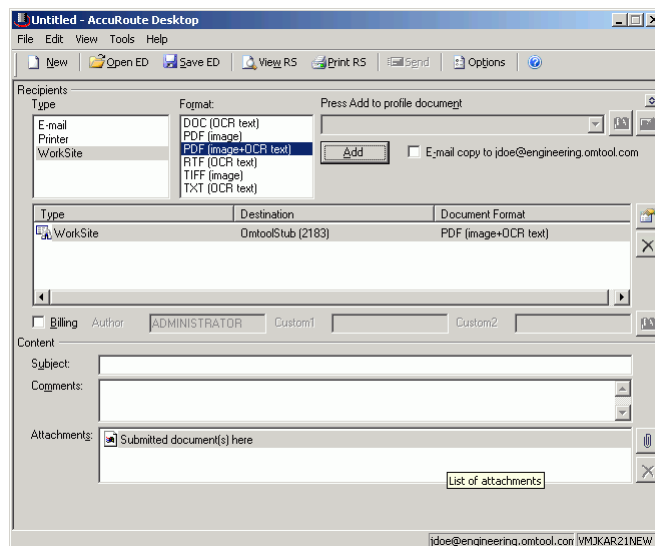 Untitled - AccuRoute Desktop
File Edit View Tools Help
New Open ED Save ED View RS Print RS Send Options
Recipients
Type Format: Press Add to profile document
E-mail
Printer
WorkSite
DOC (OCR text)
PDF (image)
PDF (image+OCR text)
RTF (OCR text)
TIFF (image)
TXT (OCR text)
Add E-mail copy to jdoe@engineering.omtool.com
Type Destination Document Format
WorkSite OmtoolStub (2183) PDF (image+OCR text)
Billing Author ADMINISTRATOR Custom1 Custom2
Content
Subject:
Comments:
Attachments: Submitted document(s) here
List of attachments
jdoe@engineering.omtool.com VMJKAR21NEW